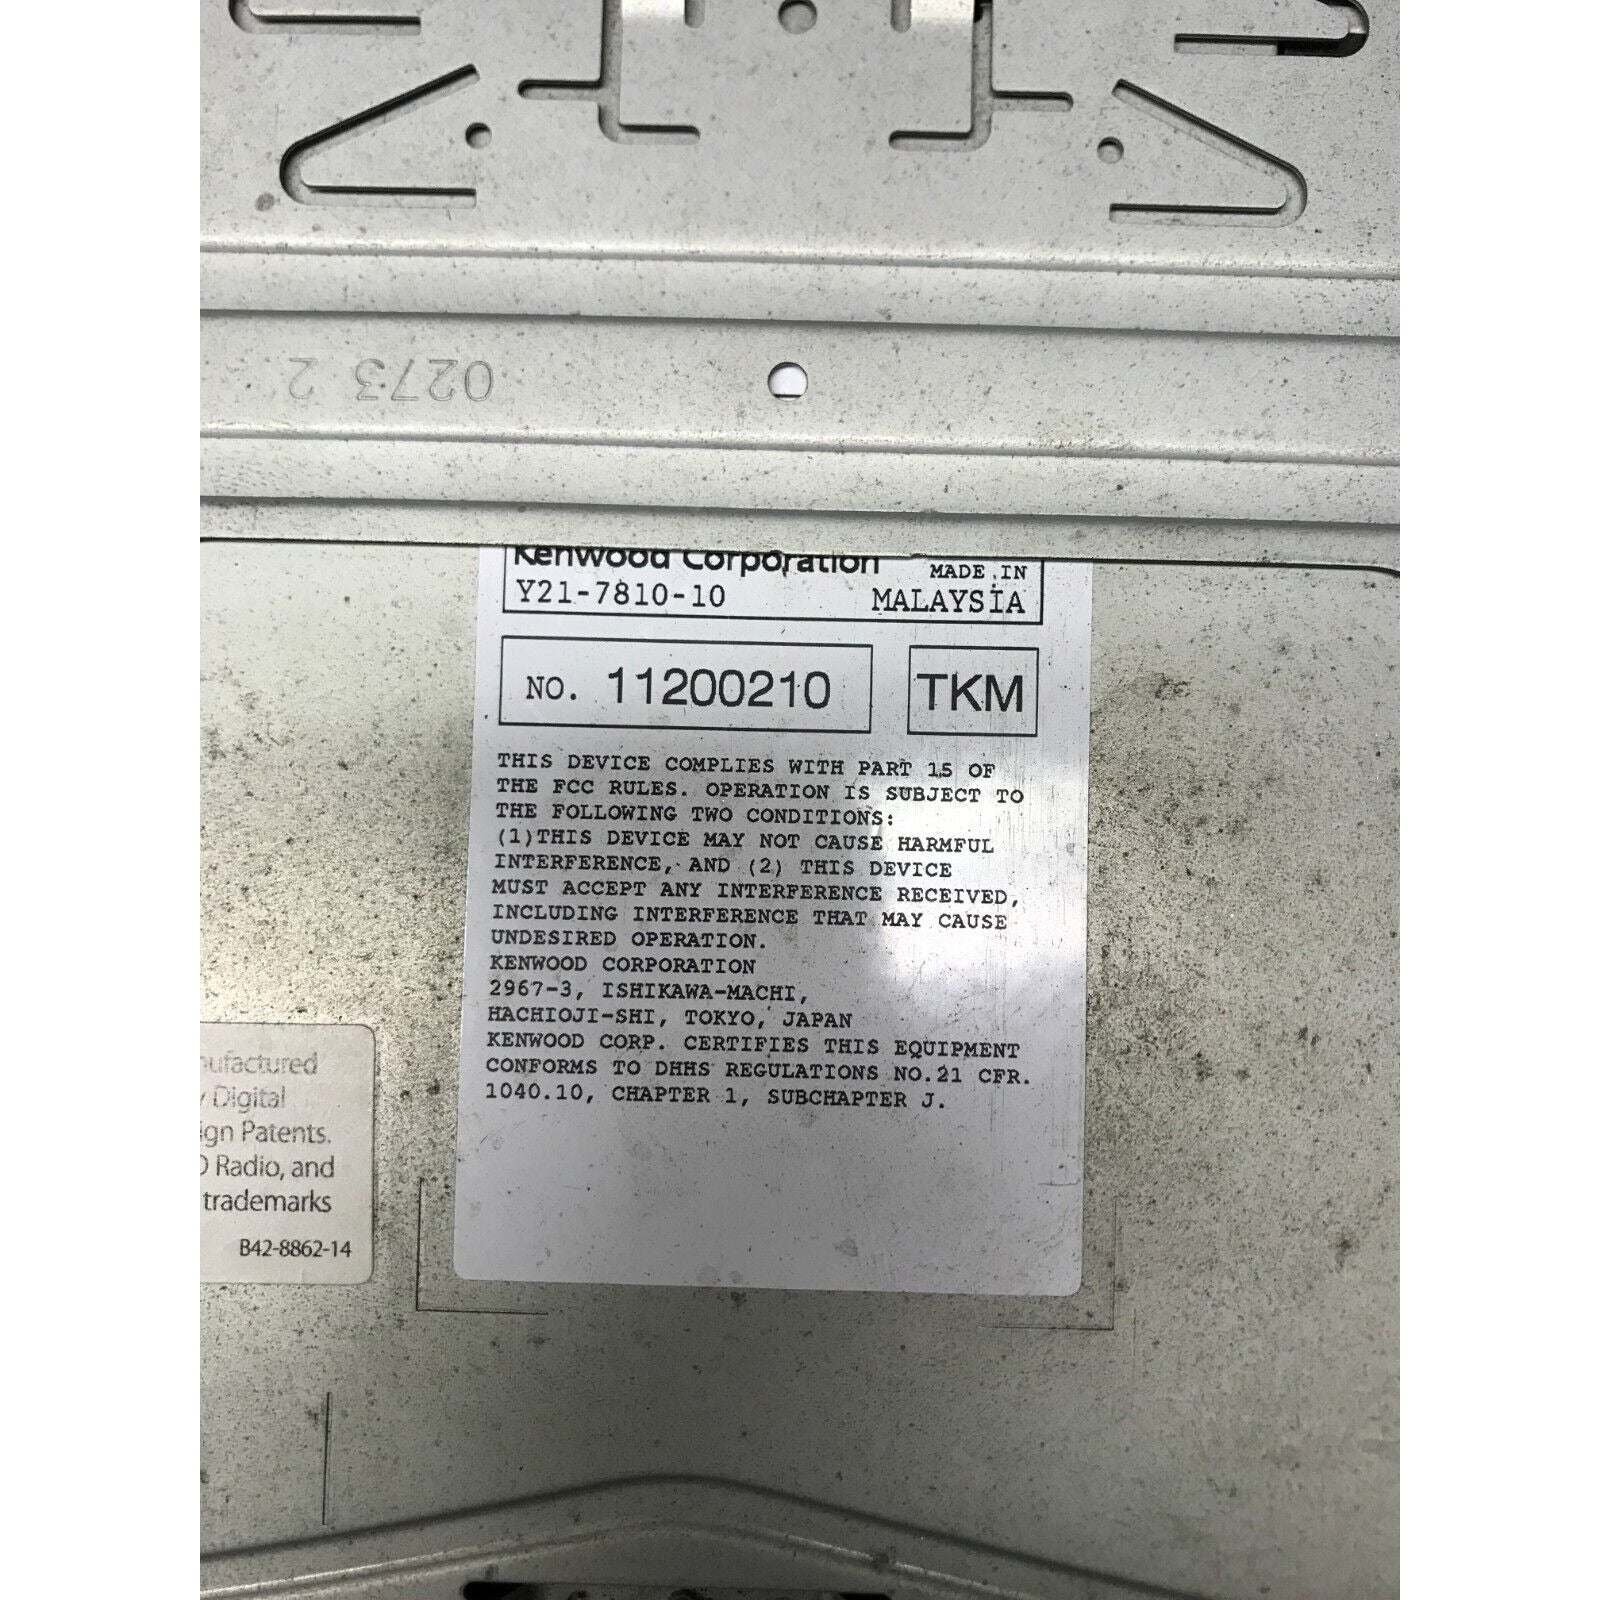 0273 2
Kenwood Corporation
MADE IN
Y21-7810-10 MALAYSIA
NO. 11200210 TKM
THIS DEVICE COMPLIES WITH PART 15 OF
THE FCC RULES. OPERATION IS SUBJECT TO
THE FOLLOWING TWO CONDITIONS:
(1)THIS DEVICE MAY NOT CAUSE HARMFUL
INTERFERENCE, AND (2) THIS DEVICE
MUST ACCEPT ANY INTERFERENCE RECEIVED,
INCLUDING INTERFERENCE THAT MAY CAUSE
UNDESIRED OPERATION.
KENWOOD CORPORATION
2967-3, ISHIKAWA-MACHI,
HACHIOJI-SHI, TOKYO, JAPAN
KENWOOD CORP. CERTIFIES THIS EQUIPMENT
CONFORMS TO DHHS REGULATIONS NO.21 CFR.
1040.10, CHAPTER 1, SUBCHAPTER J.
Digital
Patents.
Radio, and
trademarks
B42-8862-14